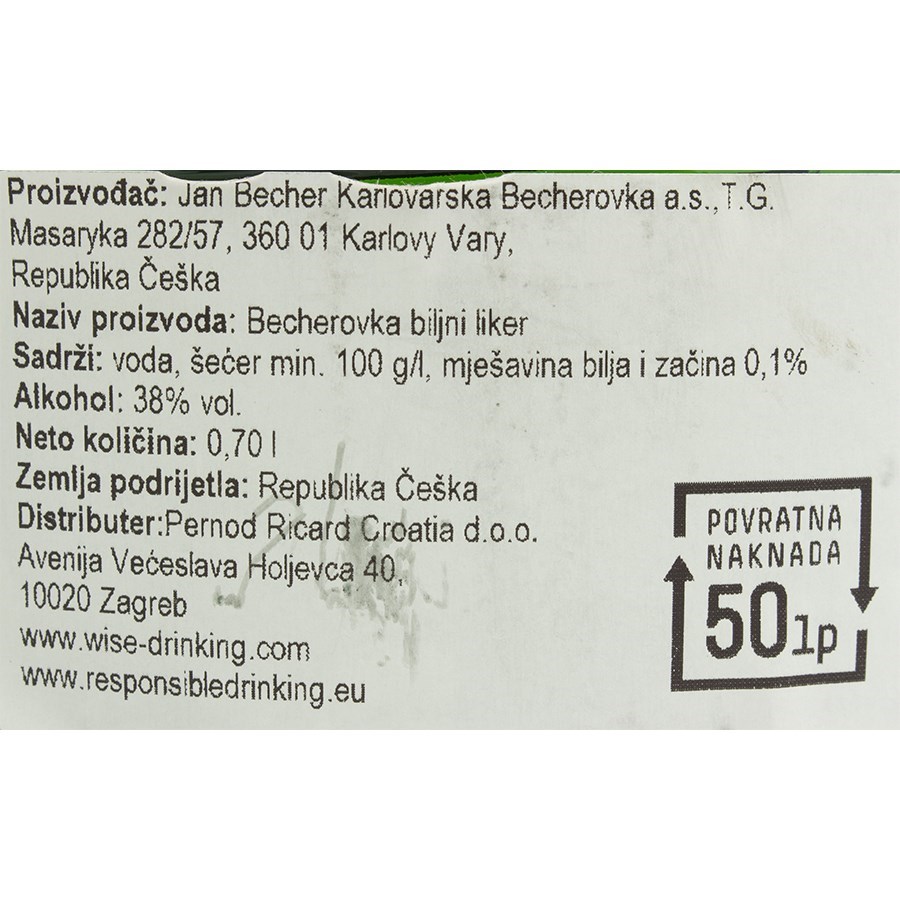 Proizvođač: Jan Becher Karlovarska Becherovka a.s.,T.G.
Masaryka 282/57, 360 01 Karlovy Vary,
Republika Češka
Naziv proizvoda: Becherovka biljni liker
Sadrži: voda, šećer min. 100 g/l, mješavina bilja i začina 0,1%
Alkohol: 38% vol.
Neto količina: 0,70 l
Zemlja podrijetla: Republika Češka
Distributer:Pernod Ricard Croatia d.o.o.
Avenija Većeslava Holjevca 40,
10020 Zagreb
www.wise-drinking.com
www.responsibledrinking.eu
POVRATNA
NAKNADA
50 lp